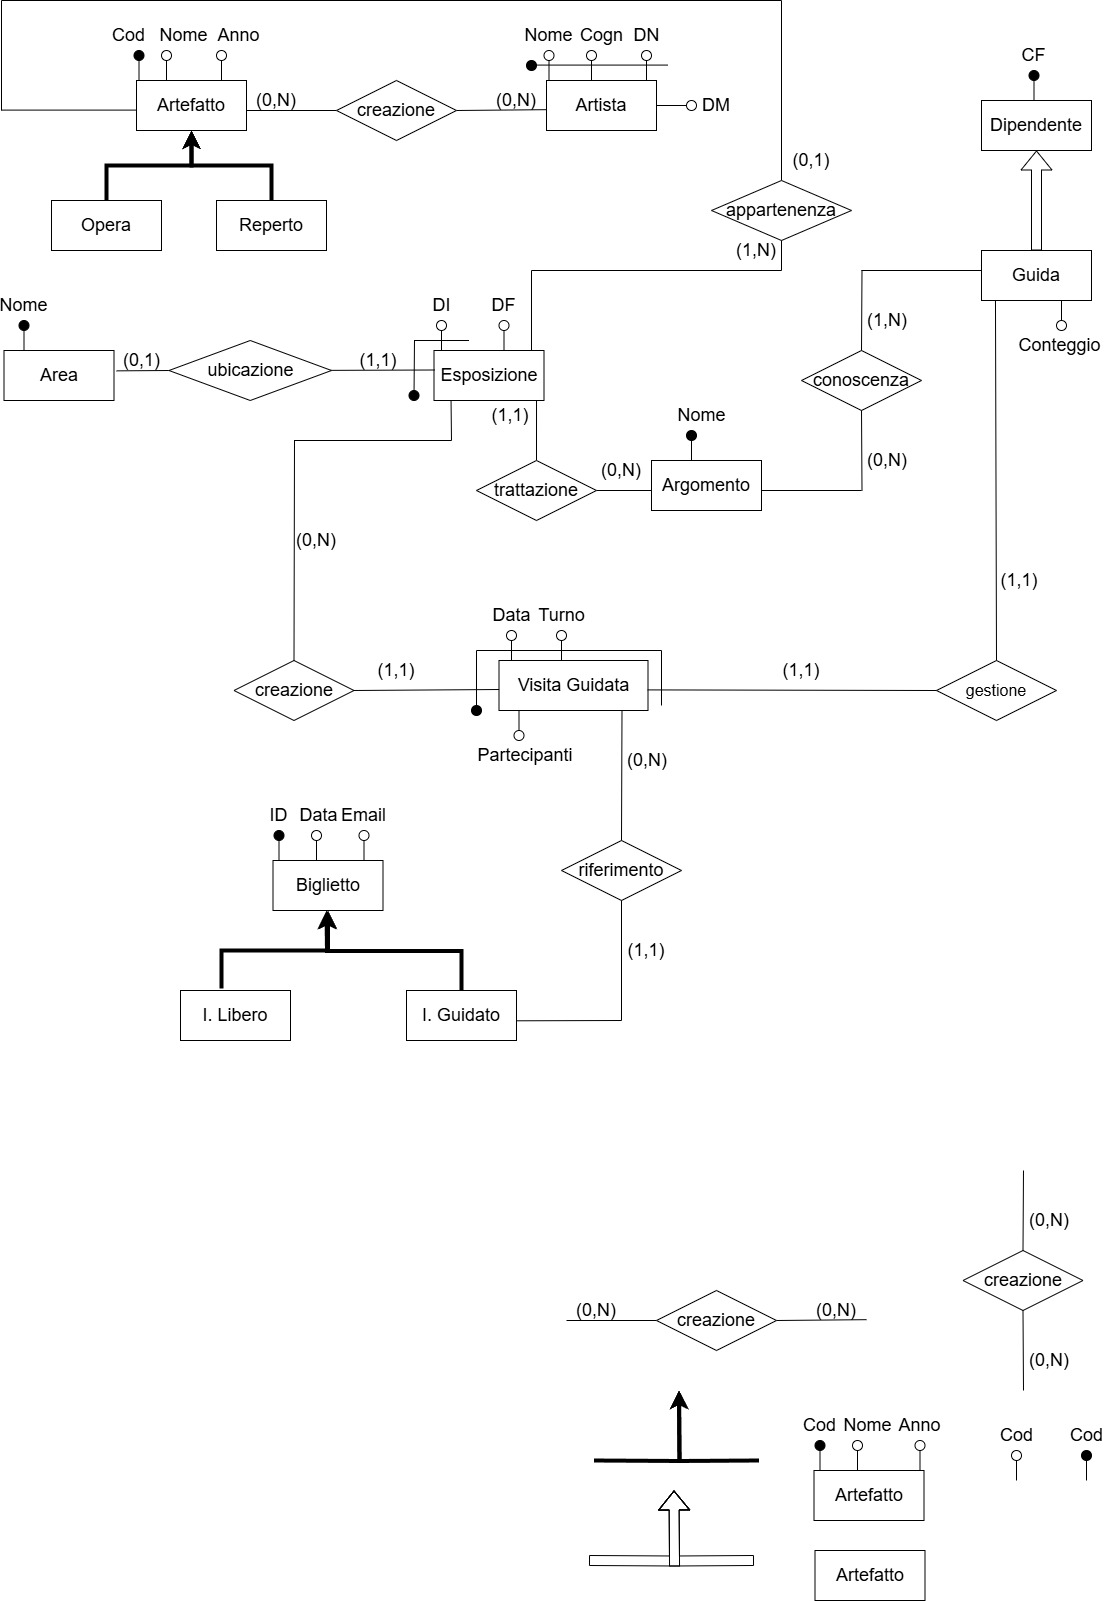 Cod Nome Anno
Nome Cogn DN
CF
Artefatto
(0,N)
creazione
(0,N)
Artista
DM
Dipendente
(0,1)
Opera
Reperto
appartenenza
(1,N)
Guida
Nome
DI
DF
(1,N)
Conteggio
Area
(0,1)
ubicazione
(1,1)
Esposizione
conoscenza
(1,1)
Nome
(0,N)
trattazione
(0,N)
Argomento
(0,N)
(1,1)
Data Turno
creazione
(1,1)
Visita Guidata
(1,1)
gestione
Partecipanti
(0,N)
ID Data Email
Biglietto
riferimento
(1,1)
I. Libero
I. Guidato
(0,N)
creazione
(0,N)
(0,N)
creazione
(0,N)
Cod Nome Anno
Cod
Cod
Artefatto
Artefatto